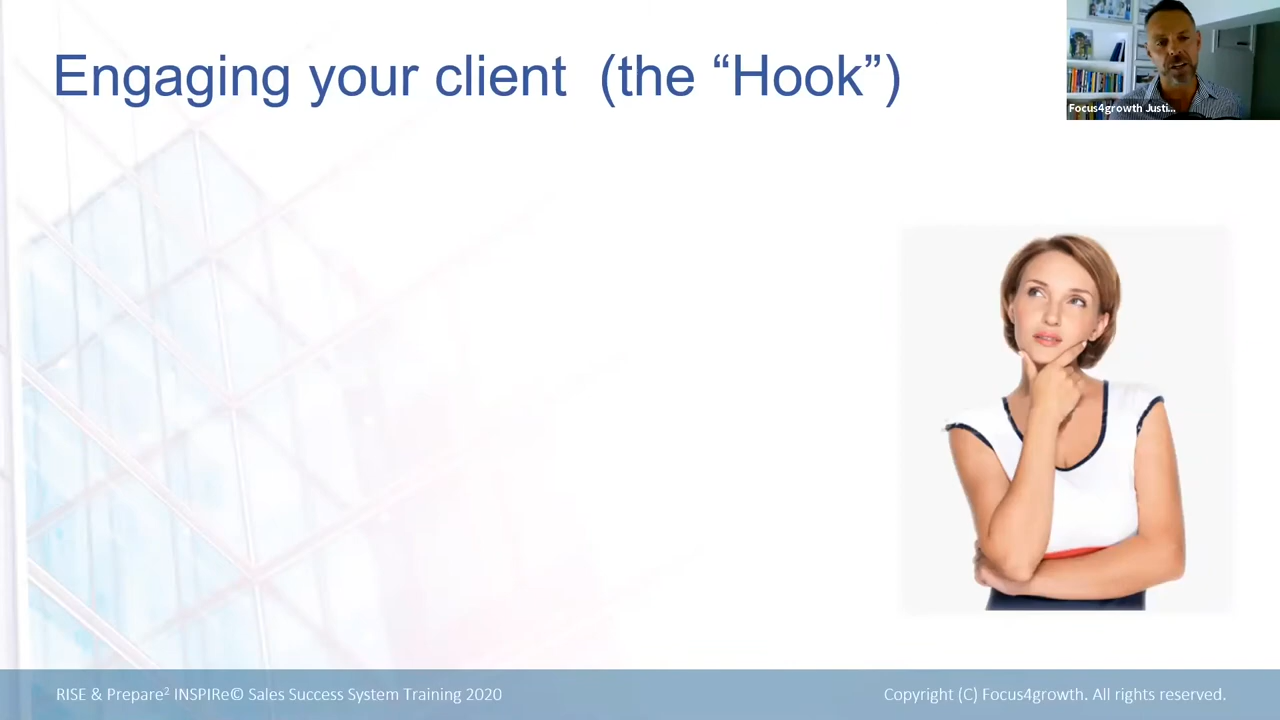 Engaging your client (the “Hook”)
Focus4growth Justi...
RISE & Prepare² INSPIRe© Sales Success System Training 2020
Copyright (C) Focus4growth. All rights reserved.